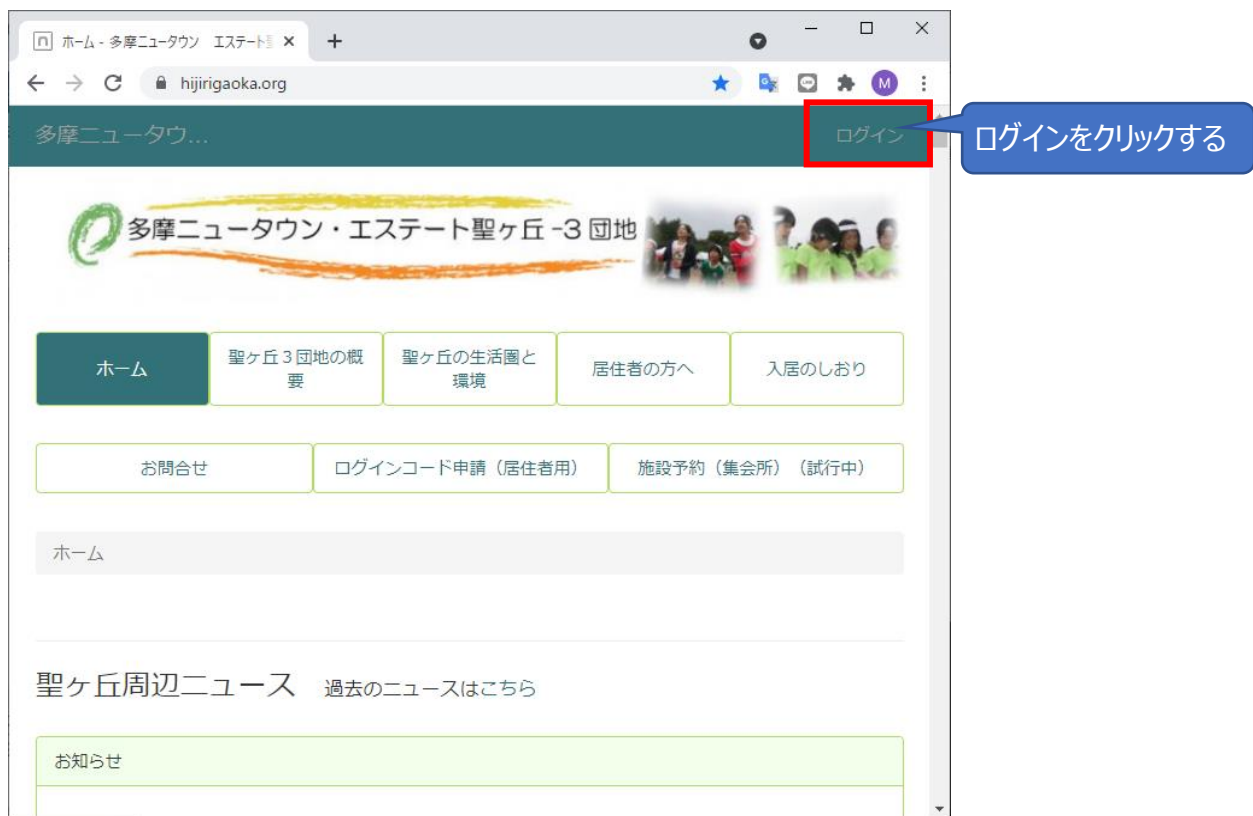 ホーム - 多摩ニュータウン エステート
hijirigaoka.org
M
多摩ニュータウ...
ログイン
ログインをクリックする
多摩ニュータウン・エステート聖ヶ丘-3団地
ホーム
聖ヶ丘3団地の概
要
聖ヶ丘の生活圏と
環境
居住者の方へ
入居のしおり
お問合せ
ログインコード申請（居住者用）
施設予約（集会所）（試行中）
ホーム
聖ヶ丘周辺ニュース 過去のニュースはこちら
お知らせ